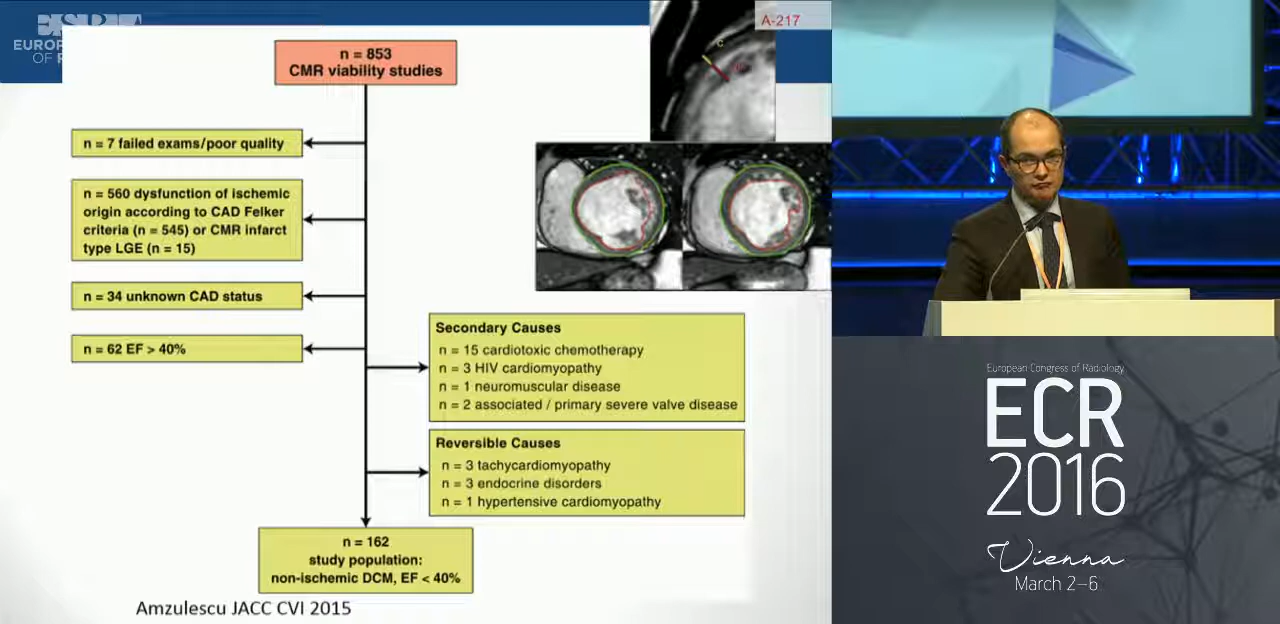 EUROP
OF
A-217
n = 853
CMR viability studies
n = 7 failed exams/poor quality
n = 560 dysfunction of ischemic
origin according to CAD Felker
criteria (n = 545) or CMR infarct
type LGE (n = 15)
n = 34 unknown CAD status
n = 62 EF > 40%
Secondary Causes
n = 15 cardiotoxic chemotherapy
n = 3 HIV cardiomyopathy
n = 1 neuromuscular disease
n = 2 associated / primary severe valve disease
Reversible Causes
n = 3 tachycardiomyopathy
n = 3 endocrine disorders
n = 1 hypertensive cardiomyopathy
n = 162
study population:
non-ischemic DCM, EF < 40%
Amzulescu JACC CVI 2015
European Congress of Radiology
ECR
2016
Vienna
March 2–6